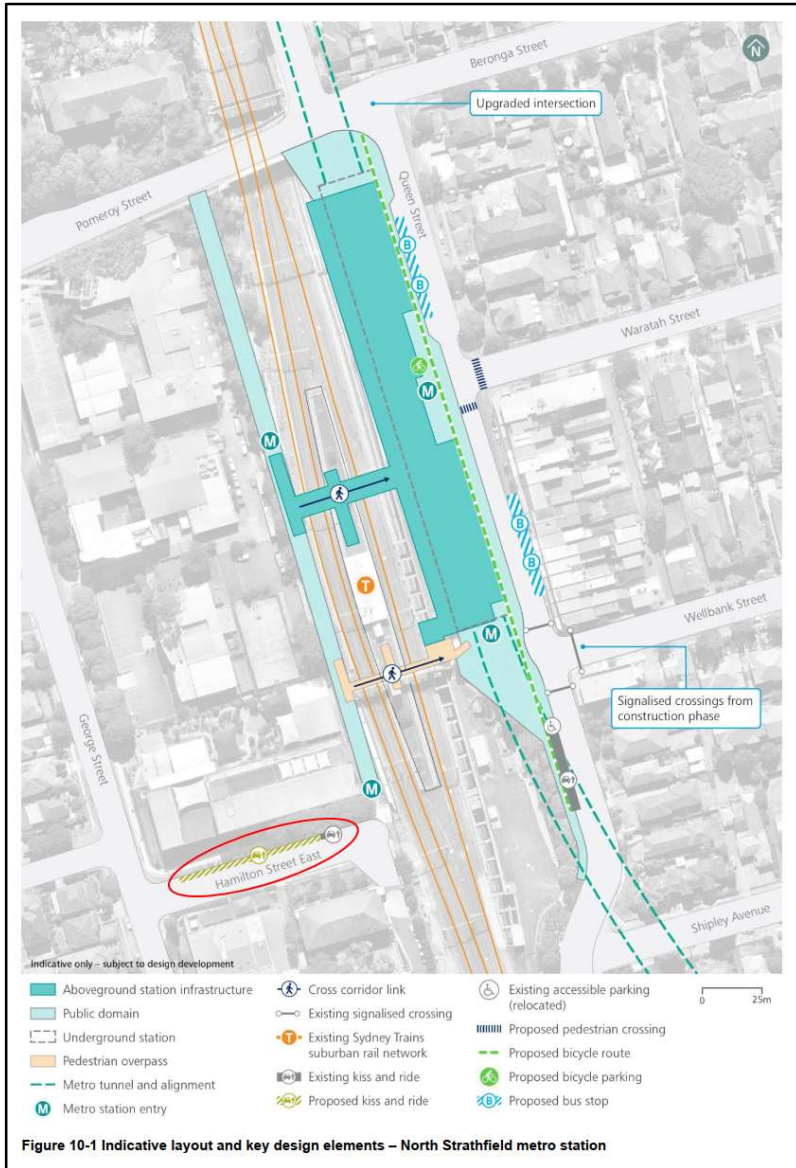 N
Beronga Street
Upgraded intersection
Pomeroy Street
Queen Street
B
B
Waratah Street
M
M
B
B
T
Wellbank Street
M
Signalised crossings from
construction phase
George Street
M
Hamilton Street East
Shipley Avenue
Indicative only – subject to design development
Aboveground station infrastructure
Public domain
Underground station
Pedestrian overpass
Metro tunnel and alignment
M Metro station entry
Cross corridor link
Existing signalised crossing
T Existing Sydney Trains
suburban rail network
Existing kiss and ride
Proposed kiss and ride
Existing accessible parking
(relocated)
Proposed pedestrian crossing
Proposed bicycle route
Proposed bicycle parking
B Proposed bus stop
0 25m
Figure 10-1 Indicative layout and key design elements – North Strathfield metro station